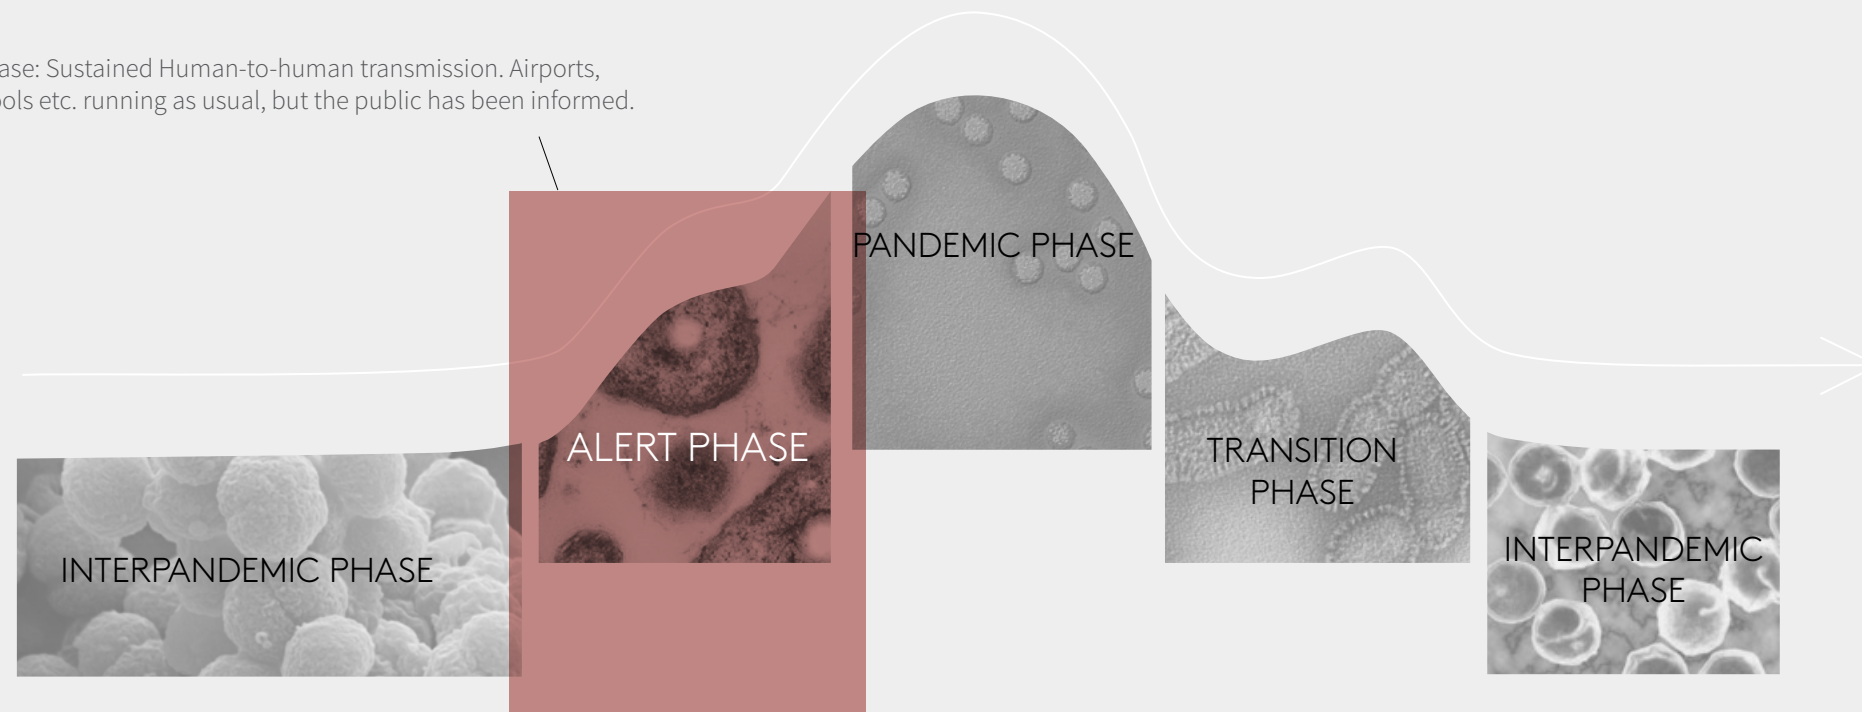 ase: Sustained Human-to-human transmission. Airports,
ols etc. running as usual, but the public has been informed.
PANDEMIC PHASE
ALERT PHASE
TRANSITION
PHASE
INTERPANDEMIC PHASE
INTERPANDEMIC
PHASE